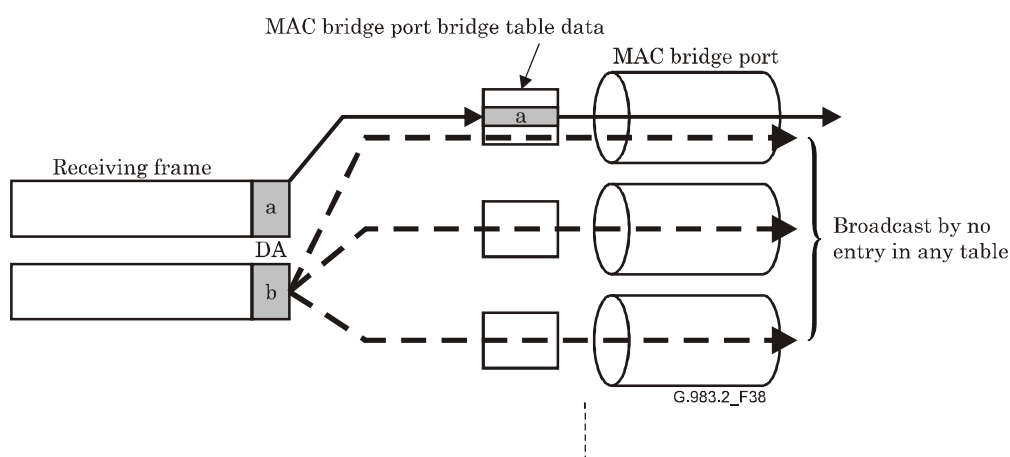 MAC bridge port bridge table data
MAC bridge port
a
Receiving frame
a
DA
b
Broadcast by no
entry in any table
G.983.2_F38